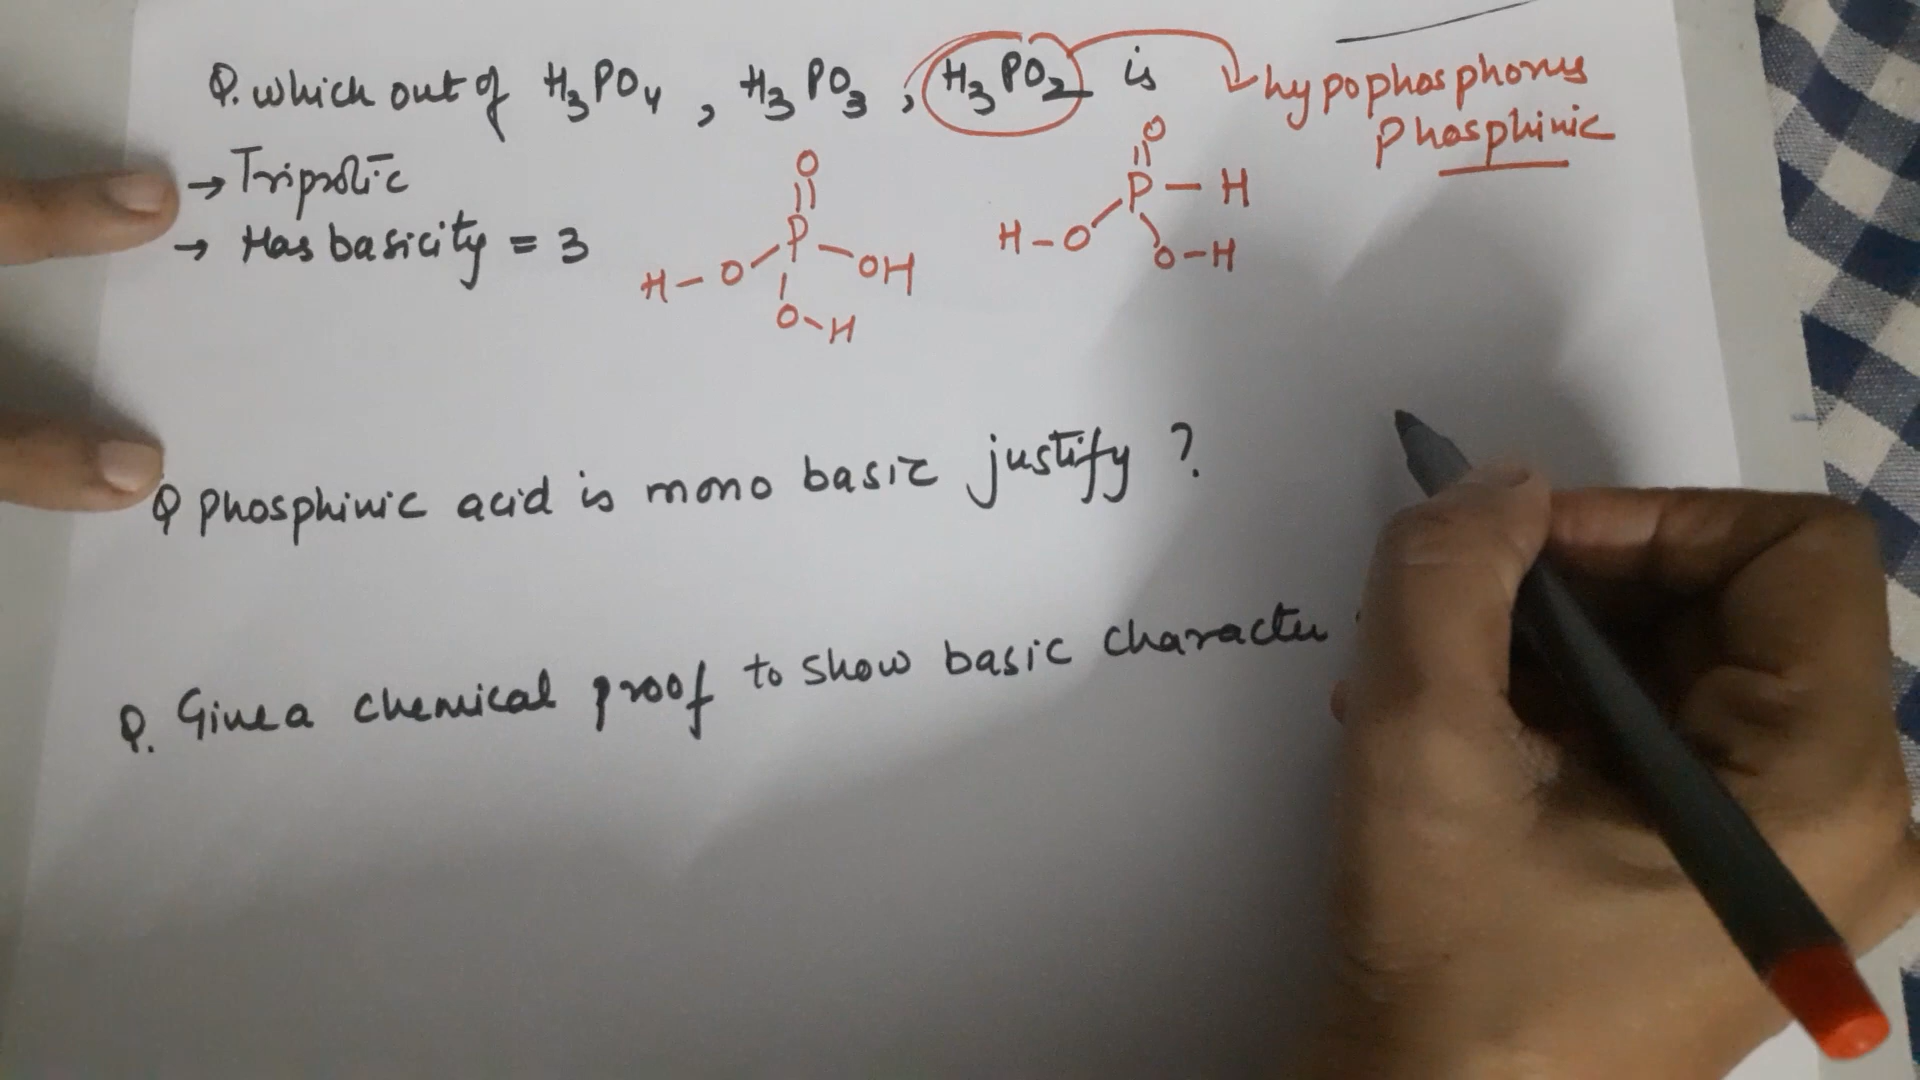 Q. which out of H₃PO₄ , H₃PO₃ , H₃PO₂ is
hypophosphorus
Phosphinic
→ Triprotic
→ Has basicity = 3
O
P
H-O OH
O-H
O
P-H
H-O
O-H
Q phosphinic acid is mono basic justify ?
Q. Give a chemical proof to show basic character